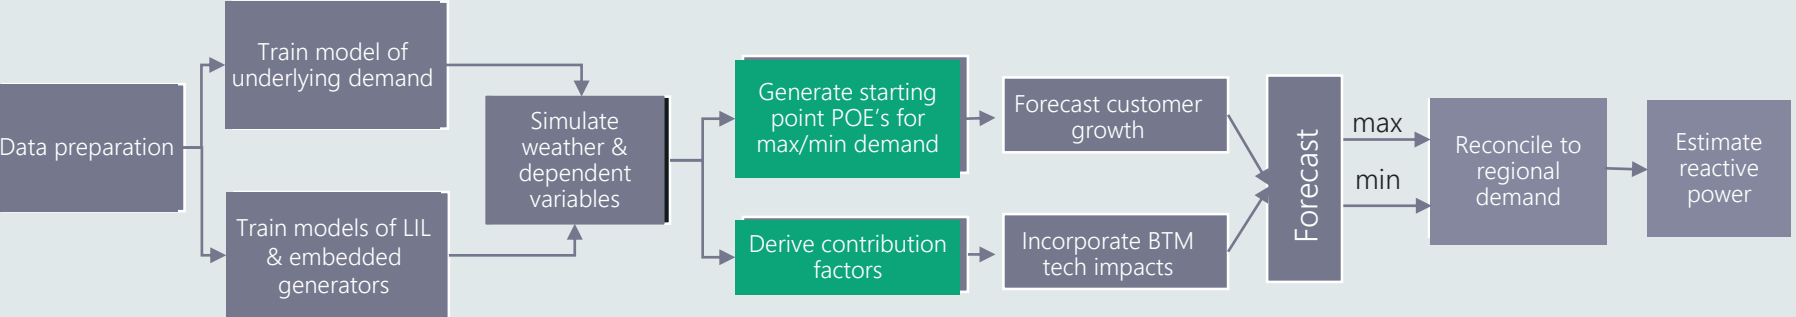 Data preparation
Train model of
underlying demand
Train models of LIL
& embedded
generators
Simulate
weather &
dependent
variables
Generate starting
point POE's for
max/min demand
Derive contribution
factors
Forecast customer
growth
Incorporate BTM
tech impacts
Forecast
max
min
Reconcile to
regional
demand
Estimate
reactive
power